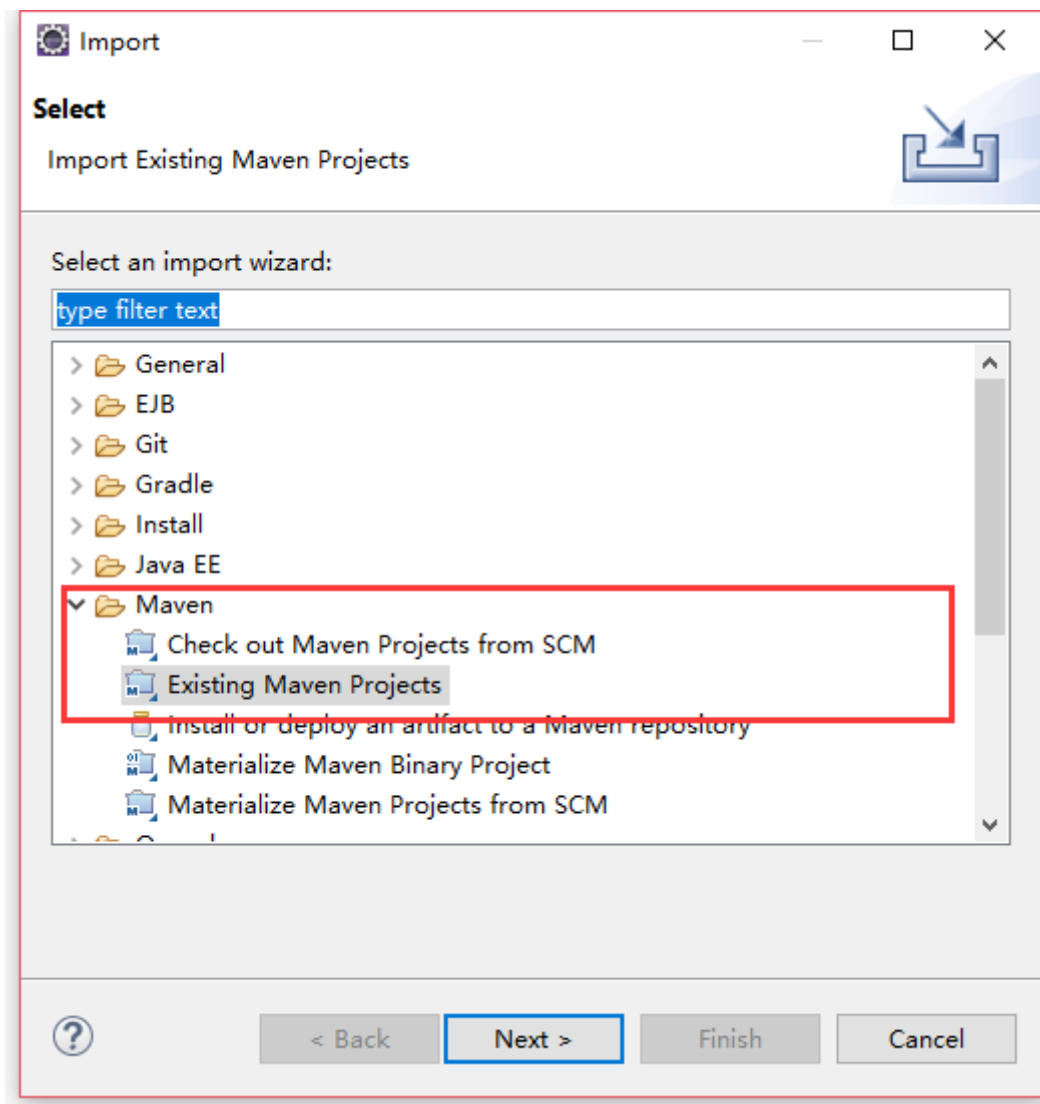 Import
Select
Import Existing Maven Projects
Select an import wizard:
type filter text
General
EJB
Git
Gradle
Install
Java EE
Maven
Check out Maven Projects from SCM
Existing Maven Projects
Install or deploy an artifact to a Maven repository
Materialize Maven Binary Project
Materialize Maven Projects from SCM
< Back
Next >
Finish
Cancel